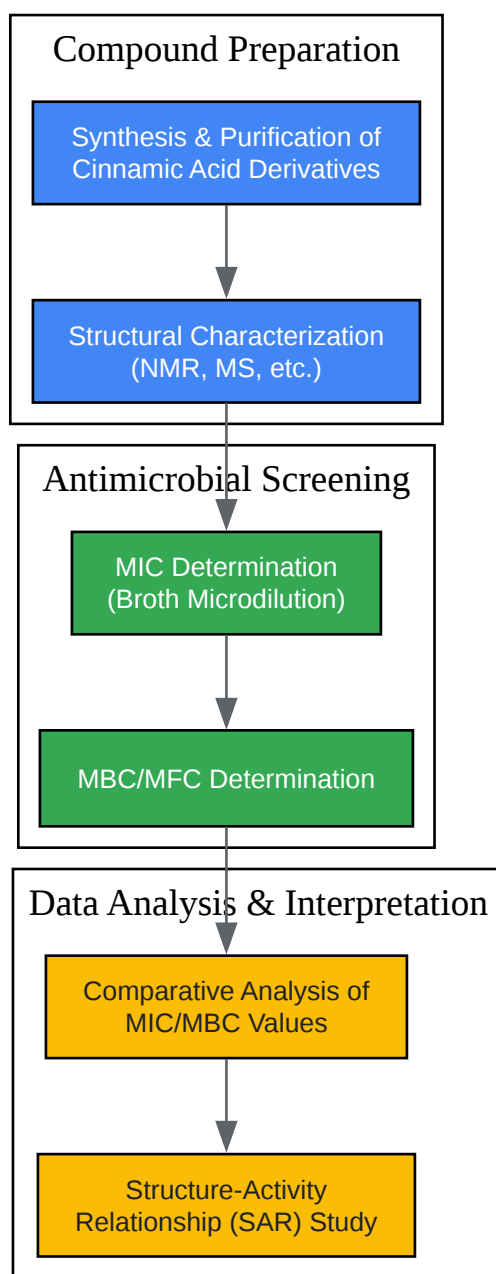 Compound Preparation
Synthesis & Purification of
Cinnamic Acid Derivatives
Structural Characterization
(NMR, MS, etc.)
Antimicrobial Screening
MIC Determination
(Broth Microdilution)
MBC/MFC Determination
Data Analysis & Interpretation
Comparative Analysis of
MIC/MBC Values
Structure-Activity
Relationship (SAR) Study